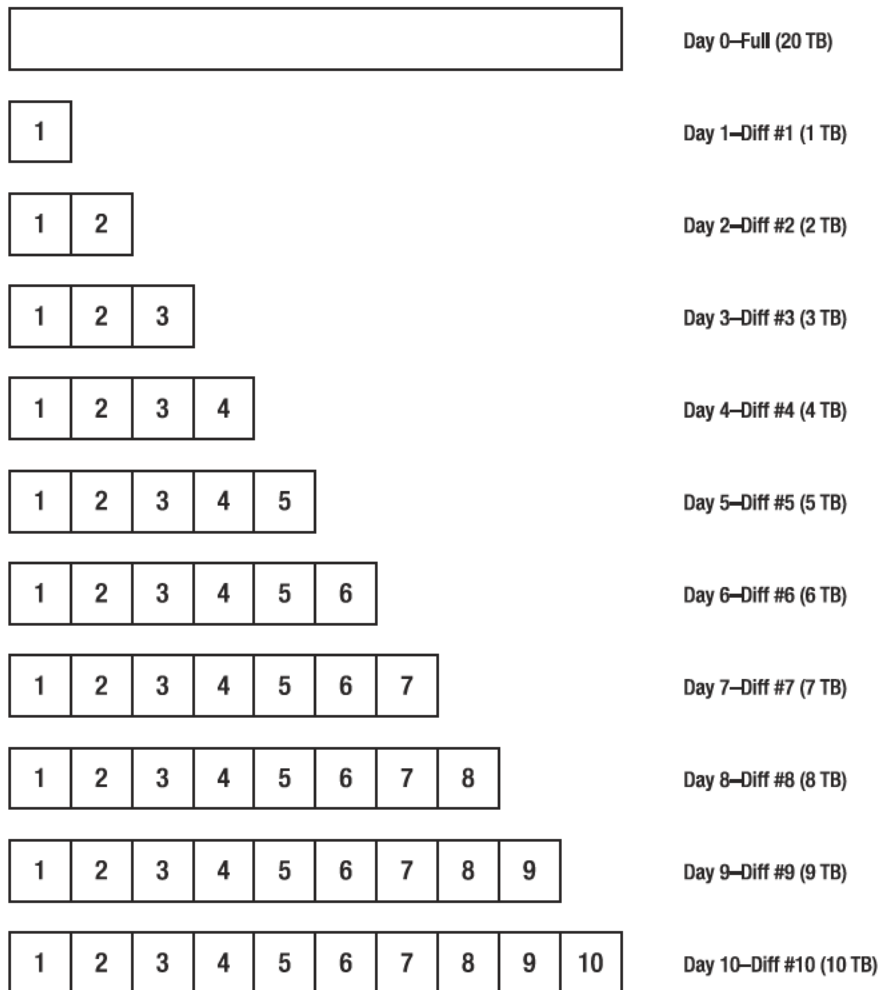 Day 0–Full (20 TB)
1 Day 1–Diff #1 (1 TB)
1 2 Day 2–Diff #2 (2 TB)
1 2 3 Day 3–Diff #3 (3 TB)
1 2 3 4 Day 4–Diff #4 (4 TB)
1 2 3 4 5 Day 5–Diff #5 (5 TB)
1 2 3 4 5 6 Day 6–Diff #6 (6 TB)
1 2 3 4 5 6 7 Day 7–Diff #7 (7 TB)
1 2 3 4 5 6 7 8 Day 8–Diff #8 (8 TB)
1 2 3 4 5 6 7 8 9 Day 9–Diff #9 (9 TB)
1 2 3 4 5 6 7 8 9 10 Day 10–Diff #10 (10 TB)